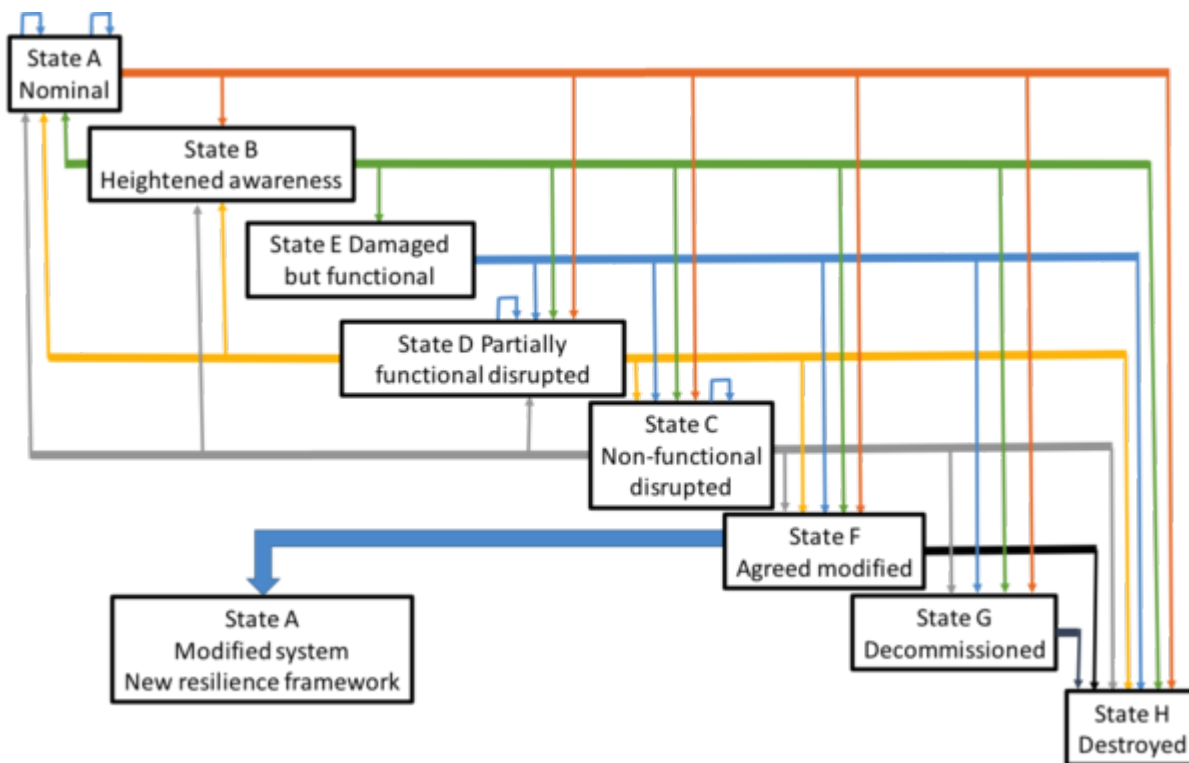 State A
Nominal
State B
Heightened awareness
State E Damaged
but functional
State D Partially
functional disrupted
State C
Non-functional
disrupted
State F
Agreed modified
State A
Modified system
New resilience framework
State G
Decommissioned
State H
Destroyed